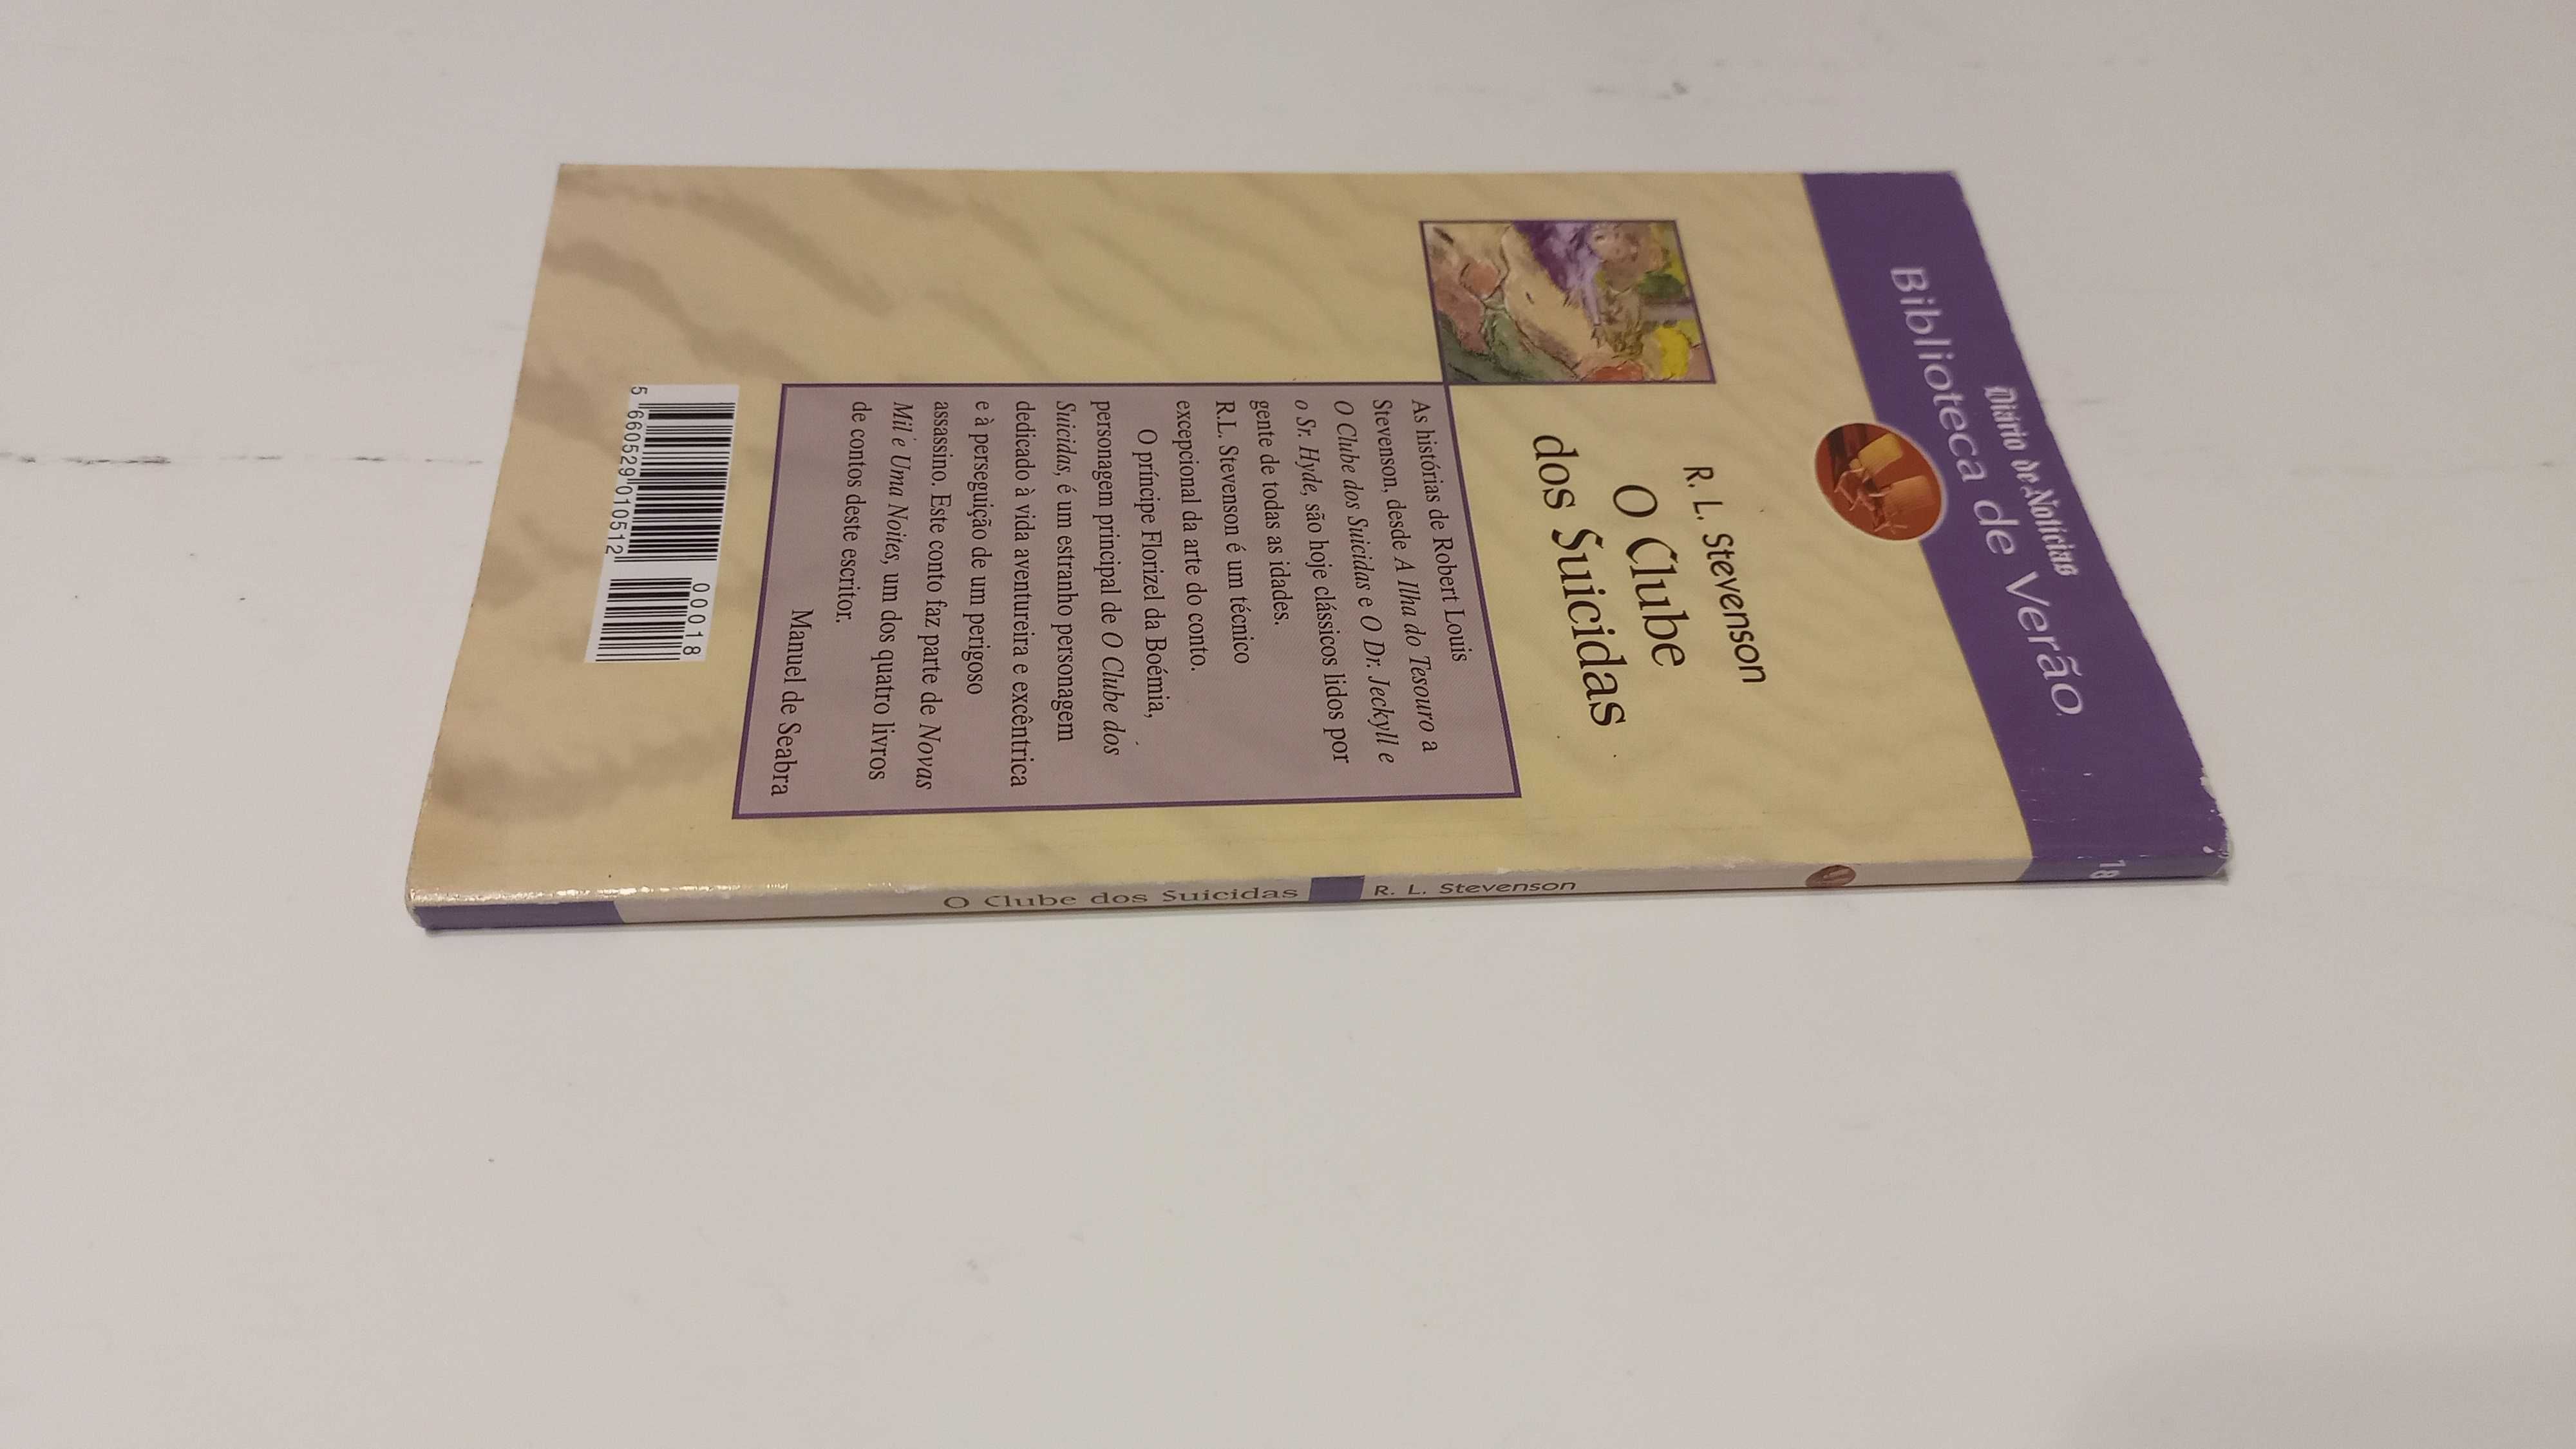 Diário de Notícias
Biblioteca de Verão
R. L. Stevenson
O Clube
dos Suicidas
As histórias de Robert Louis
Stevenson, desde A Ilha do Tesouro a
O Clube dos Suicidas e O Dr. Jeckyll e
o Sr. Hyde, são hoje clássicos lidos por
gente de todas as idades.
R.L. Stevenson é um técnico
excepcional da arte do conto.
O príncipe Florizel da Boémia,
personagem principal de O Clube dos
Suicidas, é um estranho personagem
dedicado à vida aventureira e excêntrica
e à perseguição de um perigoso
assassino. Este conto faz parte de Novas
Mil e Uma Noites, um dos quatro livros
de contos deste escritor.
Manuel de Seabra
00018
5 660529 010512
18
R. L. Stevenson
O Clube dos Suicidas